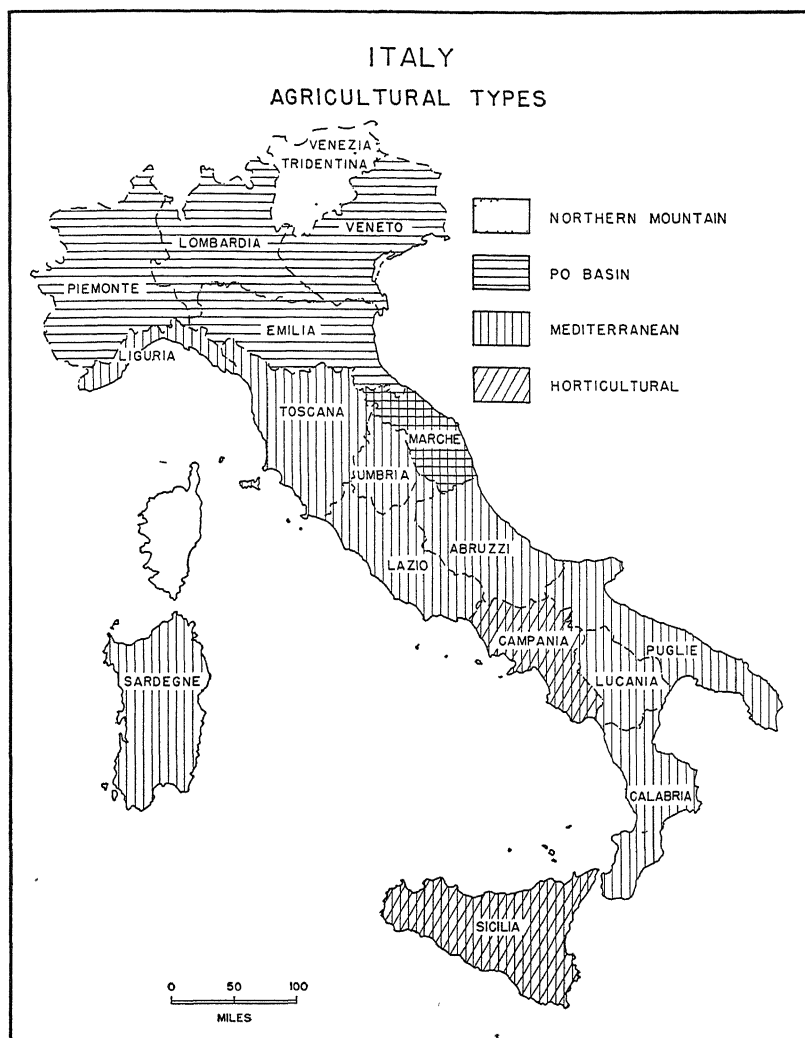 ITALY
AGRICULTURAL TYPES
VENEZIA
TRIDENTINA
VENETO
LOMBARDIA
PIEMONTE
EMILIA
LIGURIA
TOSCANA
MARCHE
UMBRIA
LAZIO
ABRUZZI
CAMPANIA
PUGLIE
LUCANIA
SARDEGNE
CALABRIA
SICILIA
NORTHERN MOUNTAIN
PO BASIN
MEDITERRANEAN
HORTICULTURAL
0 50 100
MILES